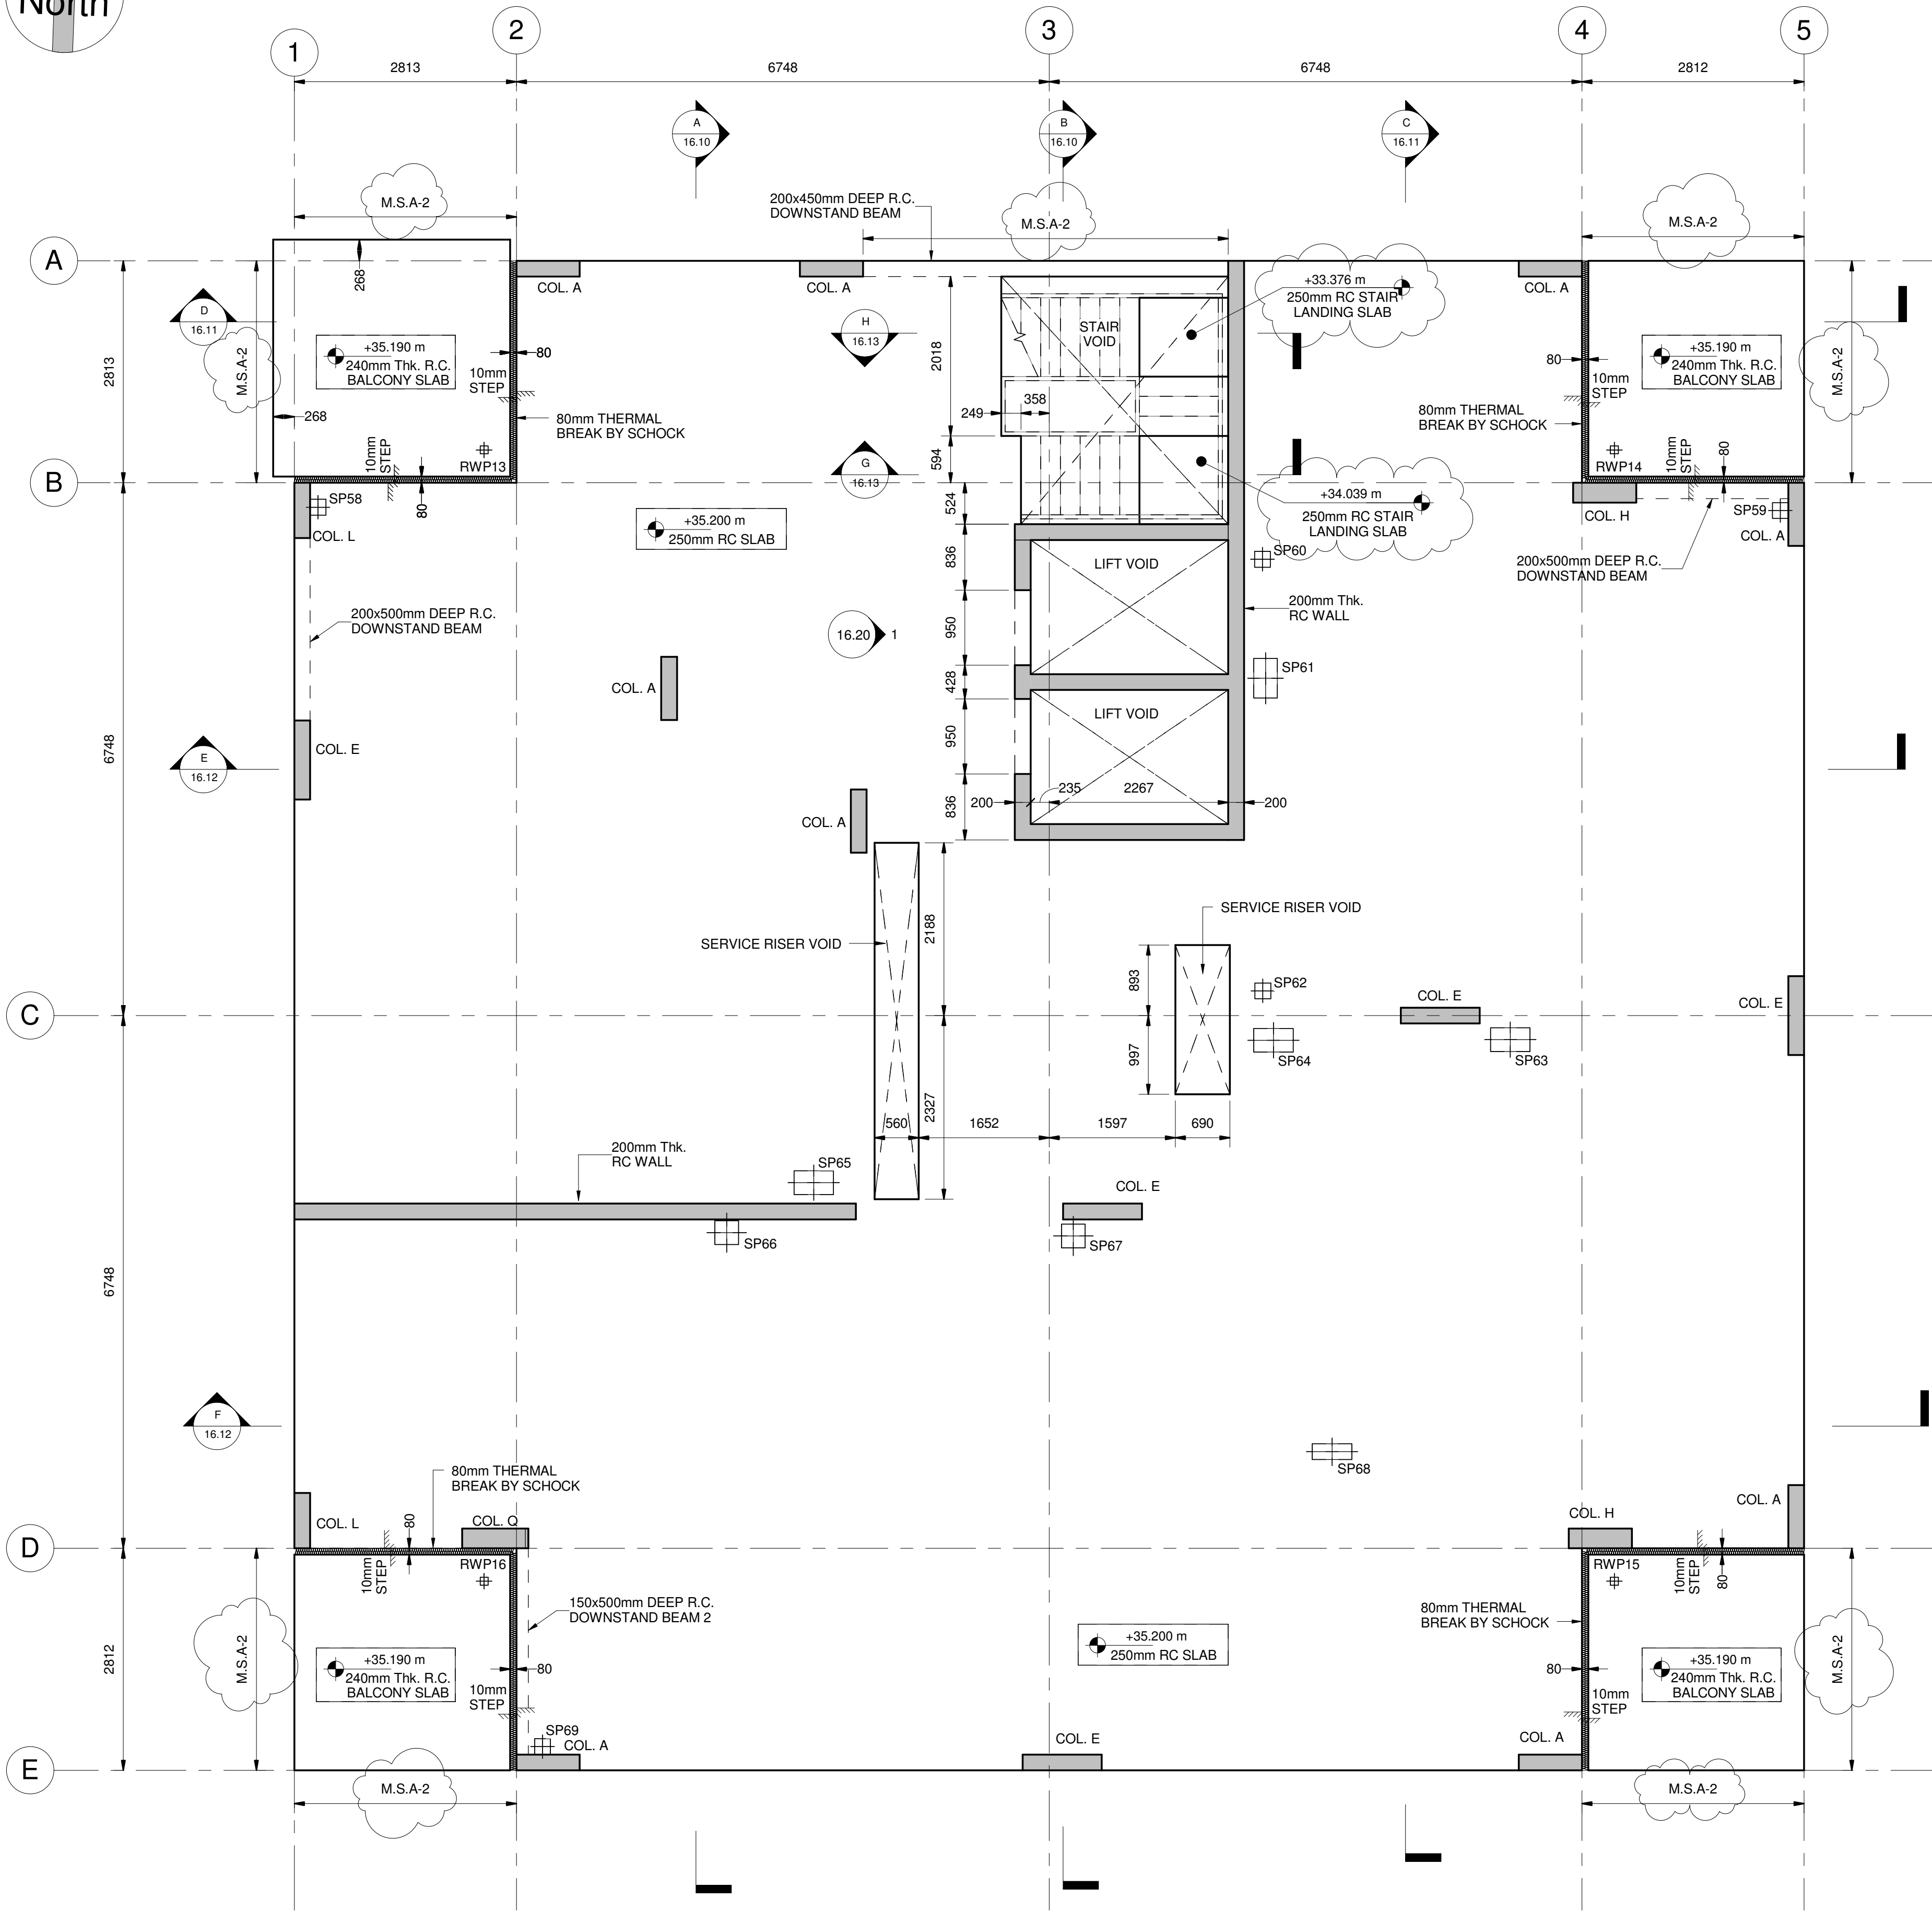 North
1
2
3
4
5
2813
6748
6748
2812
A
16.10
B
16.10
C
16.11
M.S.A-2
200x450mm DEEP R.C.
DOWNSTAND BEAM
M.S.A-2
M.S.A-2
A
268
COL. A
COL. A
COL. A
+33.376 m
250mm RC STAIR
LANDING SLAB
D
16.11
H
16.13
STAIR
VOID
M.S.A-2
+35.190 m
240mm Thk. R.C.
BALCONY SLAB
80
10mm
STEP
2813
2018
80
10mm
STEP
+35.190 m
240mm Thk. R.C.
BALCONY SLAB
M.S.A-2
268
249
358
80mm THERMAL
BREAK BY SCHOCK
80mm THERMAL
BREAK BY SCHOCK
10mm
STEP
RWP13
80
G
16.13
594
+34.039 m
250mm RC STAIR
LANDING SLAB
RWP14
10mm
STEP
80
B
SP58
COL. L
+35.200 m
250mm RC SLAB
524
COL. H
SP59
COL. A
836
LIFT VOID
SP60
200x500mm DEEP R.C.
DOWNSTAND BEAM
200x500mm DEEP R.C.
DOWNSTAND BEAM
16.20
1
950
200mm Thk.
RC WALL
COL. A
428
SP61
LIFT VOID
6748
E
16.12
COL. E
950
COL. A
836
200
235
2267
200
SERVICE RISER VOID
2188
SERVICE RISER VOID
893
SP62
COL. E
COL. E
C
997
SP64
SP63
2327
560
1652
1597
690
200mm Thk.
RC WALL
SP65
COL. E
SP66
SP67
6748
F
16.12
SP68
80mm THERMAL
BREAK BY SCHOCK
COL. L
80
COL. Q
COL. H
COL. A
D
10mm
STEP
RWP16
RWP15
10mm
STEP
80
150x500mm DEEP R.C.
DOWNSTAND BEAM 2
80mm THERMAL
BREAK BY SCHOCK
2812
M.S.A-2
+35.190 m
240mm Thk. R.C.
BALCONY SLAB
80
10mm
STEP
+35.200 m
250mm RC SLAB
80
10mm
STEP
+35.190 m
240mm Thk. R.C.
BALCONY SLAB
M.S.A-2
SP69
COL. A
COL. E
COL. A
E
M.S.A-2
M.S.A-2